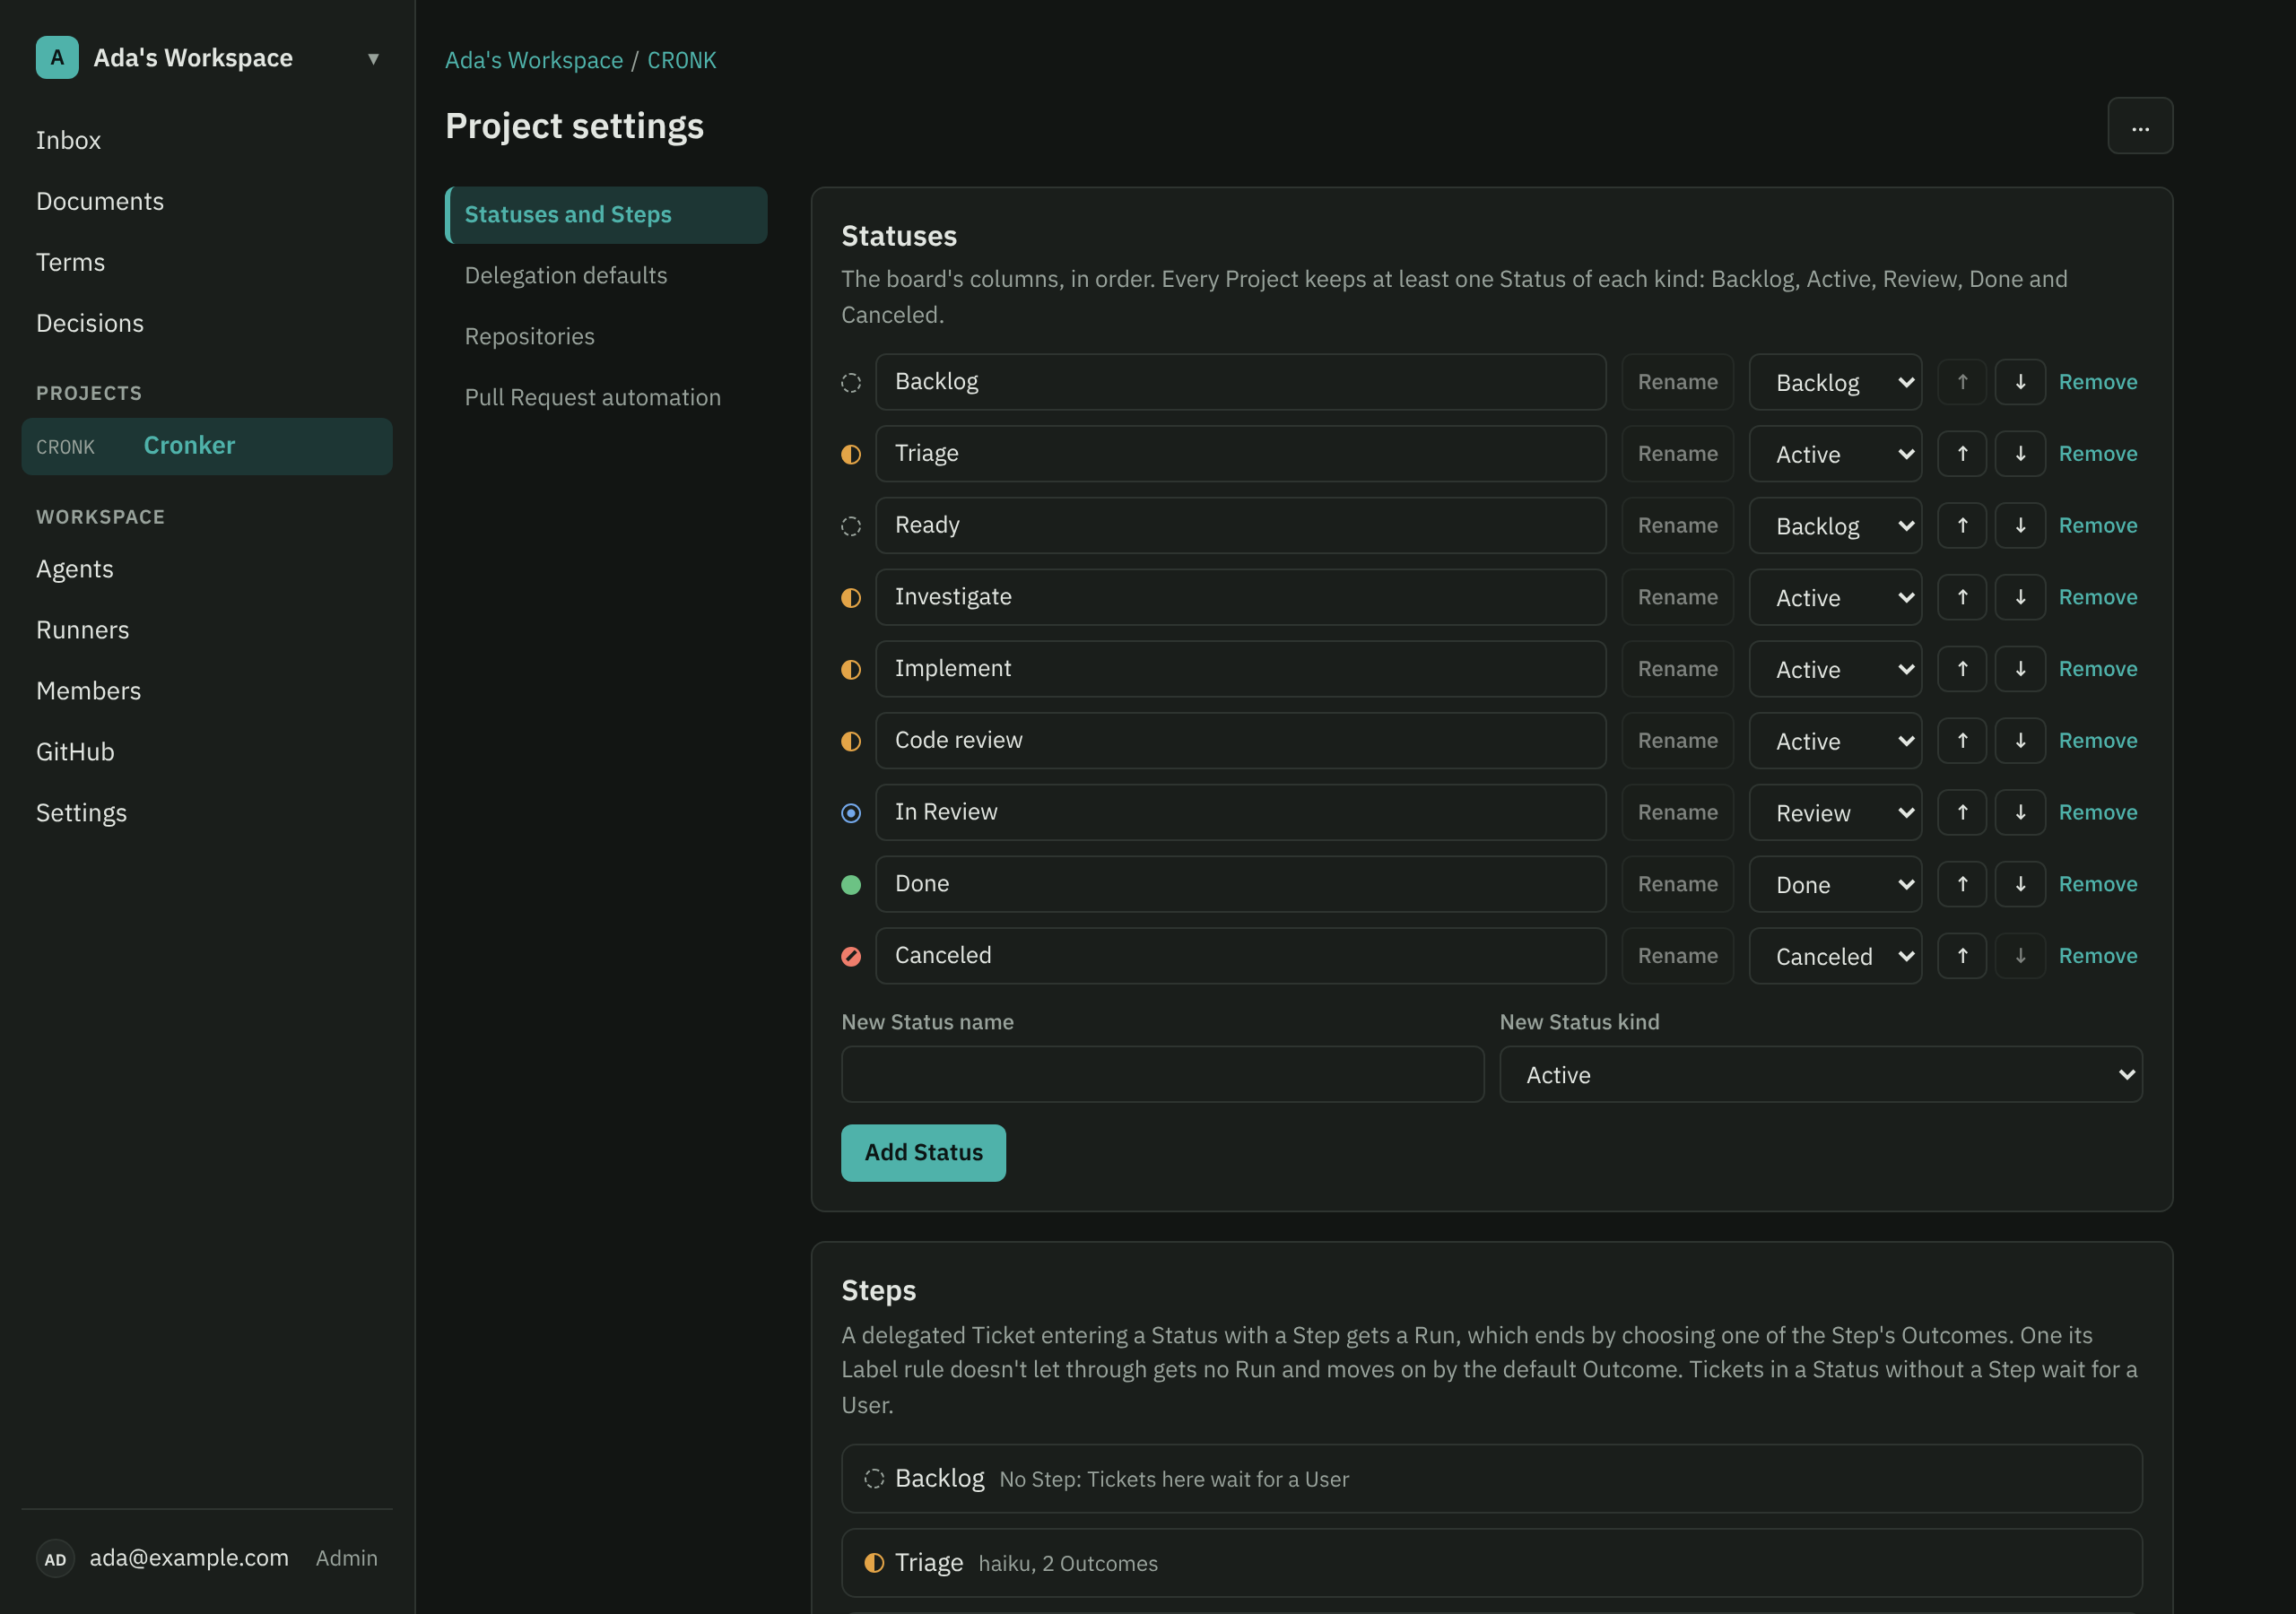 A Ada's Workspace ▼
Inbox
Documents
Terms
Decisions
PROJECTS
CRONK Cronker
WORKSPACE
Agents
Runners
Members
GitHub
Settings
AD ada@example.com Admin
Ada's Workspace / CRONK
Project settings
...
Statuses and Steps
Delegation defaults
Repositories
Pull Request automation
Statuses
The board's columns, in order. Every Project keeps at least one Status of each kind: Backlog, Active, Review, Done and
Canceled.
Backlog Rename Backlog ↑ ↓ Remove
Triage Rename Active ↑ ↓ Remove
Ready Rename Backlog ↑ ↓ Remove
Investigate Rename Active ↑ ↓ Remove
Implement Rename Active ↑ ↓ Remove
Code review Rename Active ↑ ↓ Remove
In Review Rename Review ↑ ↓ Remove
Done Rename Done ↑ ↓ Remove
Canceled Rename Canceled ↑ ↓ Remove
New Status name New Status kind
Active
Add Status
Steps
A delegated Ticket entering a Status with a Step gets a Run, which ends by choosing one of the Step's Outcomes. One its
Label rule doesn't let through gets no Run and moves on by the default Outcome. Tickets in a Status without a Step wait for a
User.
Backlog No Step: Tickets here wait for a User
Triage haiku, 2 Outcomes